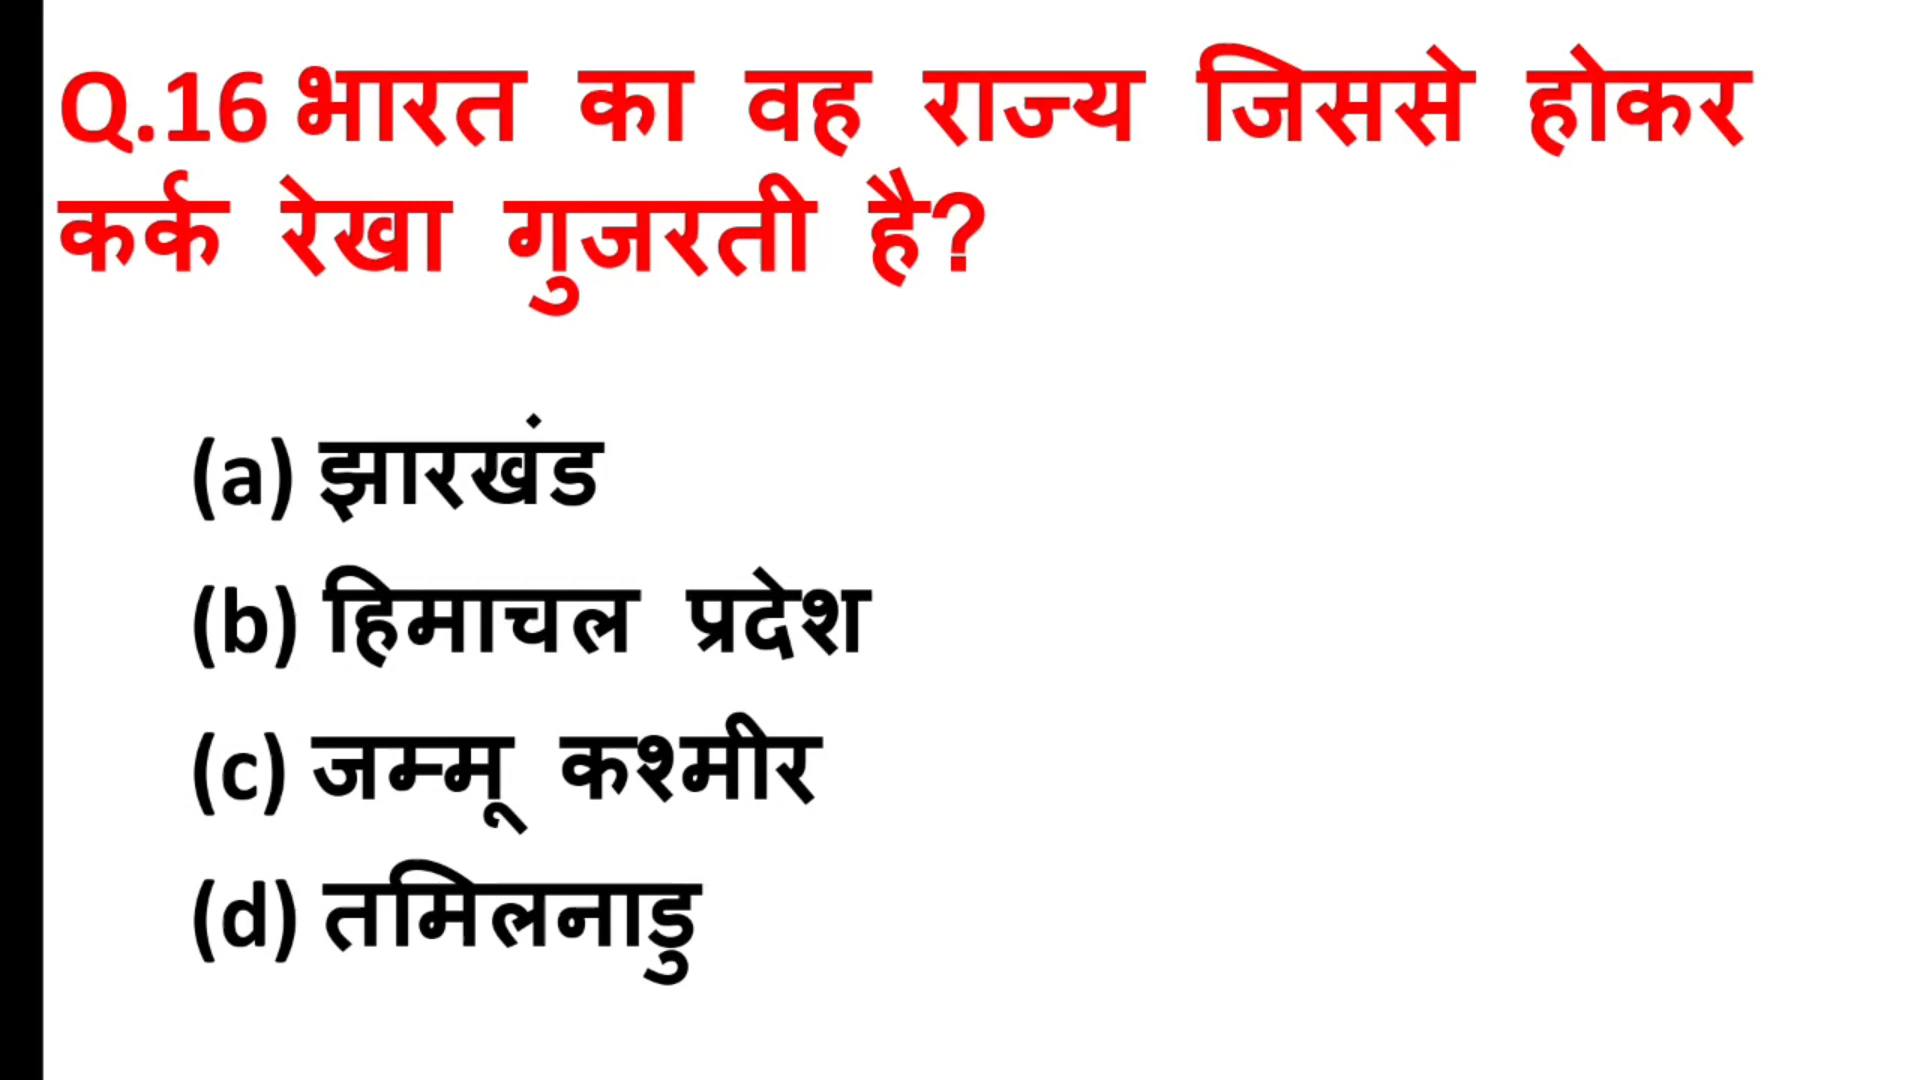 Q.16 भारत का वह राज्य जिससे होकर
कर्क रेखा गुजरती है?
(a) झारखंड
(b) हिमाचल प्रदेश
(c) जम्मू कश्मीर
(d) तमिलनाडु